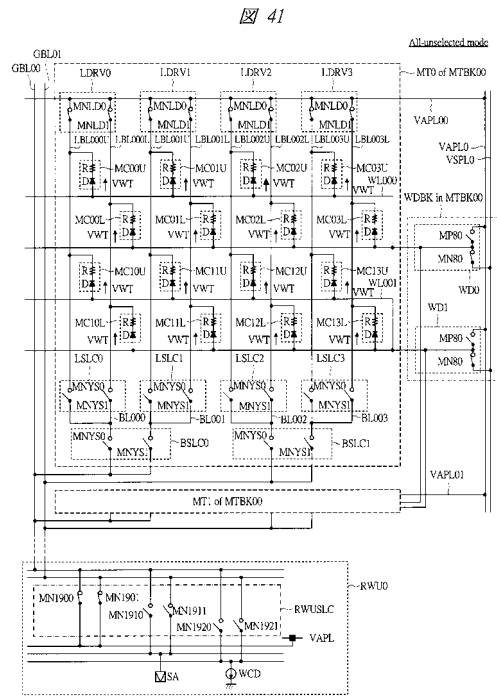 図 41
All-unselected mode
GBL01
GBL00
LDRV0 LDRV1 LDRV2 LDRV3
MT0 of MTBK00
MNLD0 MNLD0 MNLD0 MNLD0
MNLD1 MNLD1 MNLD1 MNLD1
VAPL00
LBL000U LBL000L LBL001U LBL001L LBL002U LBL002L LBL003U LBL003L
VAPL0
VSPL0
MC00U MC01U MC02U MC03U
R R R R
D D D D
VWT VWT VWT VWT
WL000
WDBK in MTBK00
MC00L MC01L MC02L MC03L
R R R R
D D D D
VWT VWT VWT VWT
MP80
MN80
WD0
MC10U MC11U MC12U MC13U
R R R R
D D D D
VWT VWT VWT VWT
WL001
WD1
MC10L MC11L MC12L MC13L
R R R R
D D D D
VWT VWT VWT VWT
MP80
MN80
LSLC0 LSLC1 LSLC2 LSLC3
MNYS0 MNYS0 MNYS0 MNYS0
MNYS1 MNYS1 MNYS1 MNYS1
BL000 BL001 BL002 BL003
MNYS0 BSLC0 MNYS0 BSLC1
MNYS1 MNYS1
VAPL01
MT1 of MTBK00
RWU0
MN1900 MN1901
MN1910 MN1911
MN1920 MN1921
RWUSLC
VAPL
SA
WCD